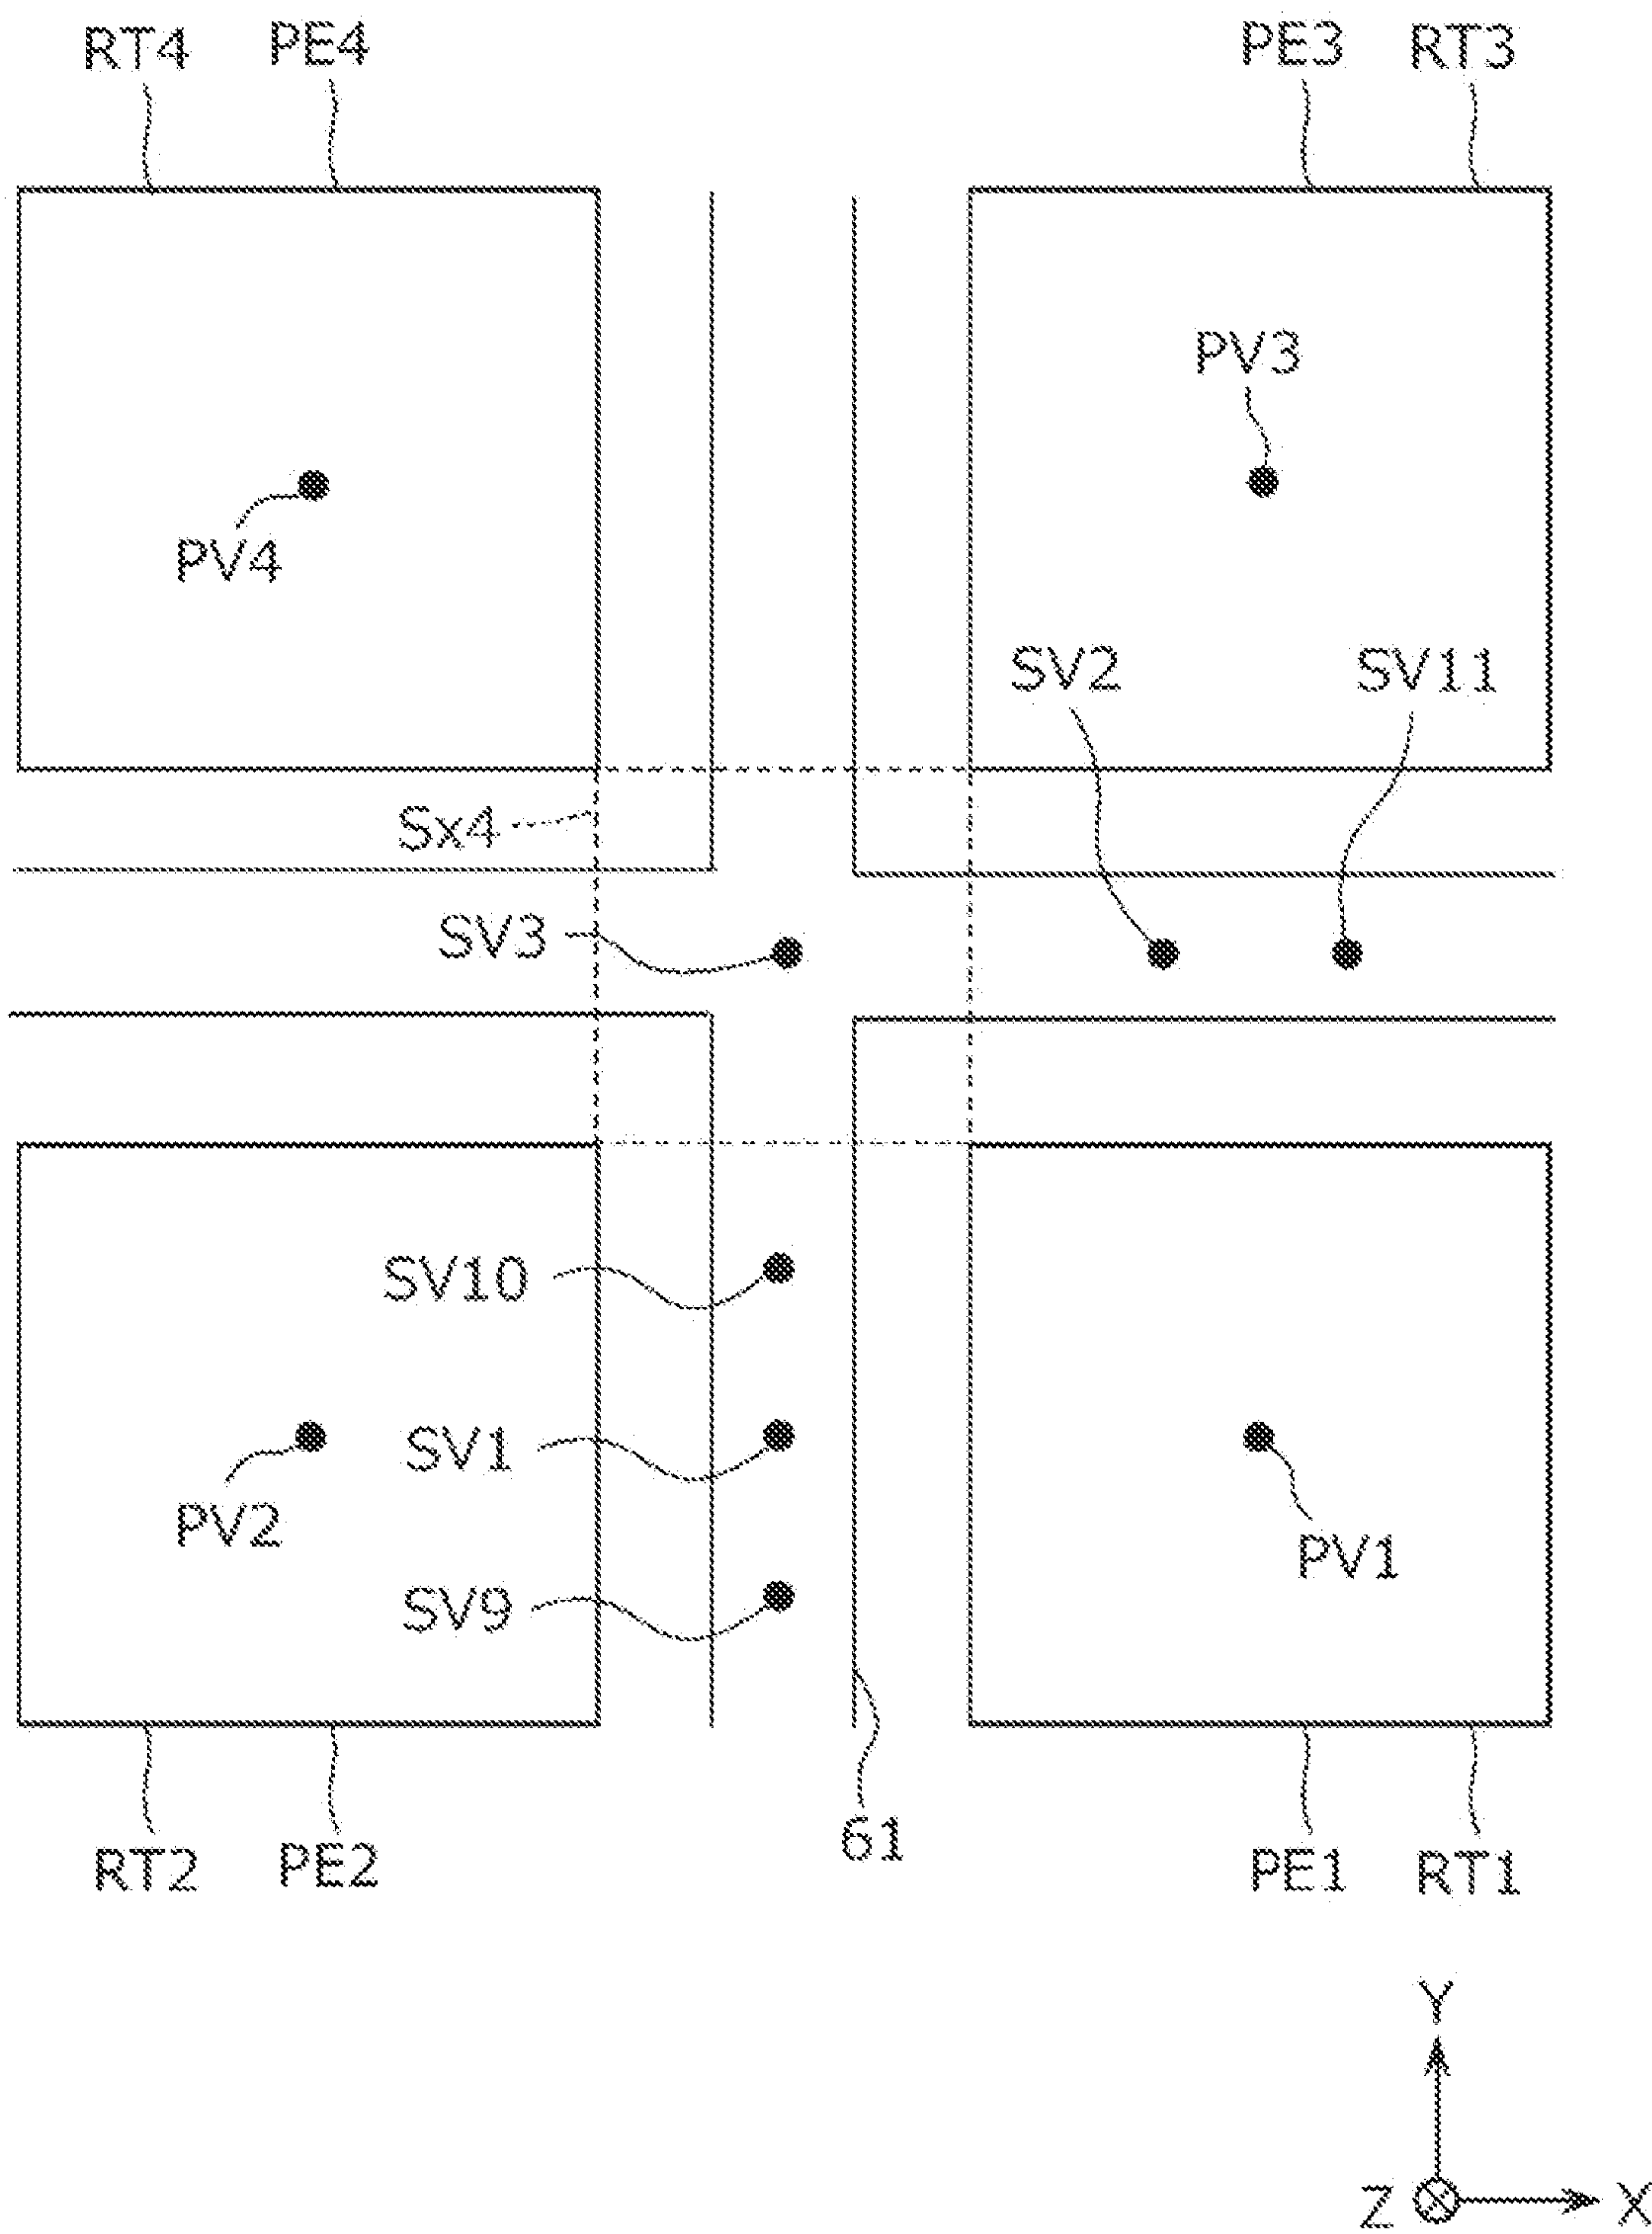 RT4 PE4 PE3 RT3
PV3
PV4
SV2 SV11
Sx4
SV3
SV10
SV1
PV2
PV1
SV9
61
RT2 PE2 PE1 RT1
Y
Z X